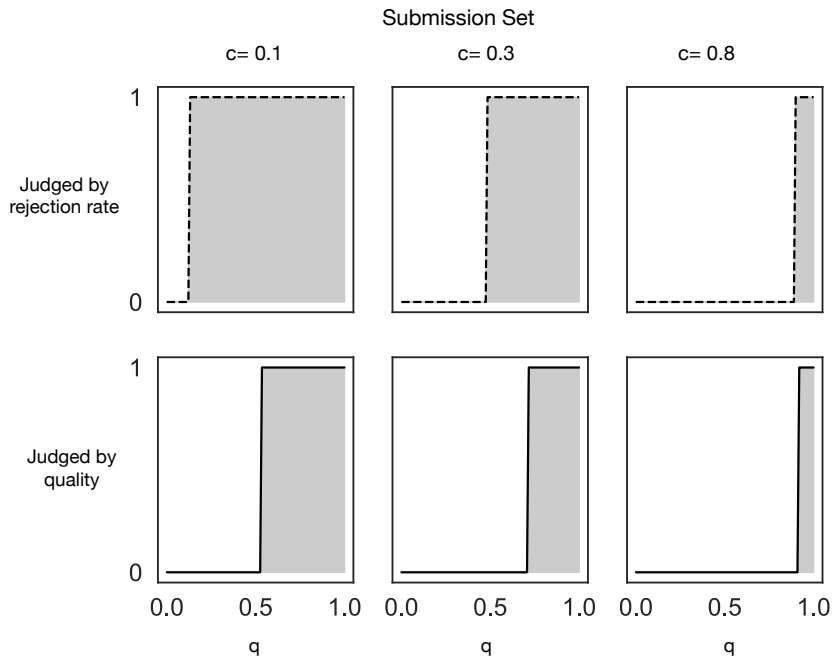 Submission Set
c= 0.1
c= 0.3
c= 0.8
1
Judged by
rejection rate
0
1
Judged by
quality
0
0.0 0.5 1.0
0.0 0.5 1.0
0.0 0.5 1.0
q
q
q